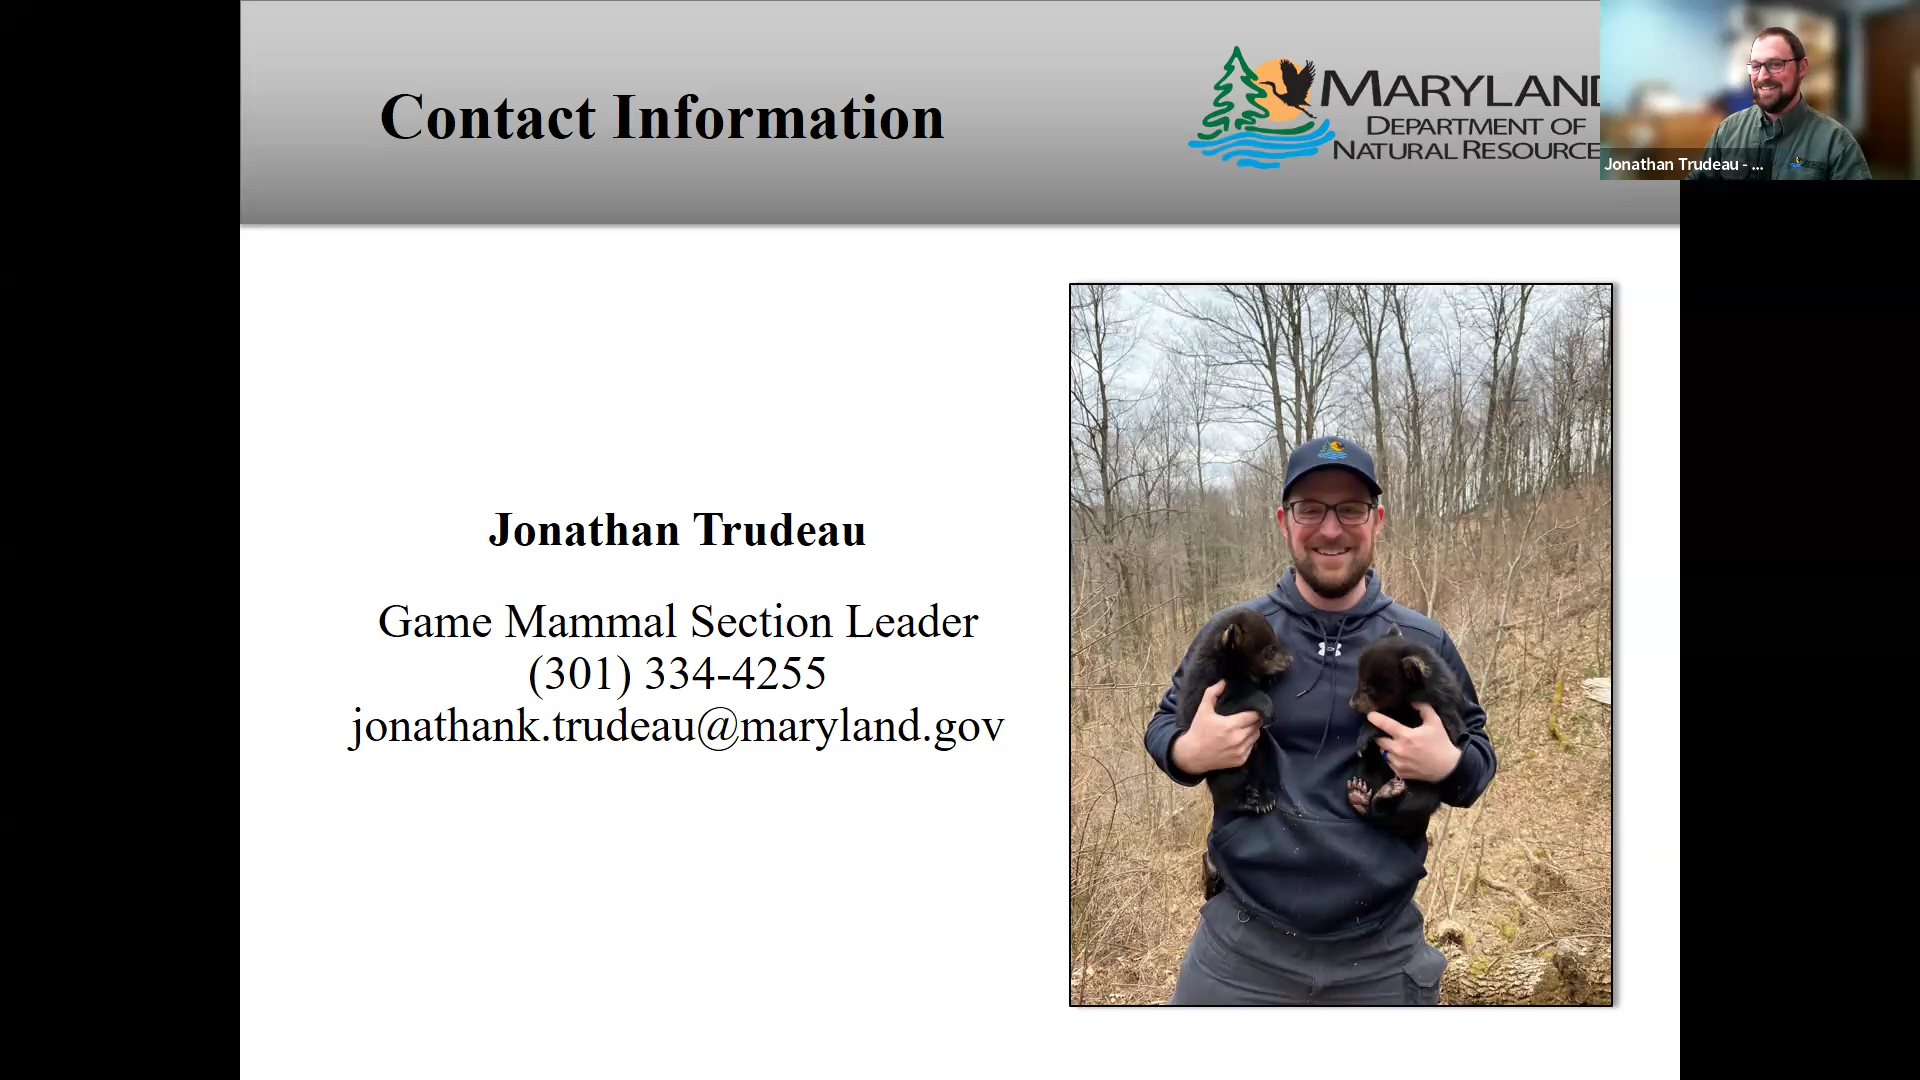 Contact Information
MARYLAND
DEPARTMENT OF
NATURAL RESOURCE
Jonathan Trudeau - ...
Jonathan Trudeau
Game Mammal Section Leader
(301) 334-4255
jonathank.trudeau@maryland.gov